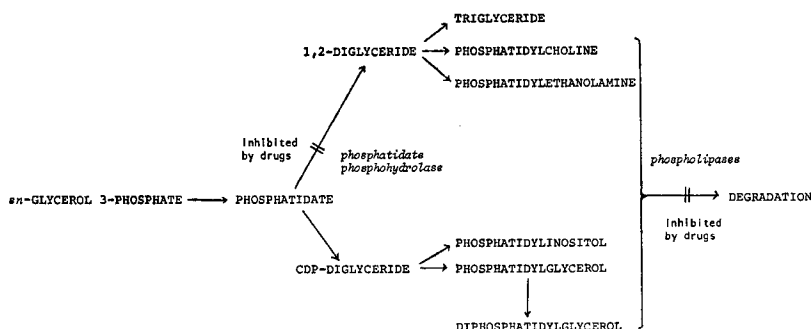 TRIGLYCERIDE
1,2-DIGLYCERIDE
PHOSPHATIDYLCHOLINE
PHOSPHATIDYLETHANOLAMINE
Inhibited
by drugs
phosphatidate
phosphohydrolase
phospholipases
sn-GLYCEROL 3-PHOSPHATE
PHOSPHATIDATE
DEGRADATION
Inhibited
by drugs
PHOSPHATIDYLINOSITOL
CDP-DIGLYCERIDE
PHOSPHATIDYLGLYCEROL
DIPHOSPHATIDYLGLYCEROL